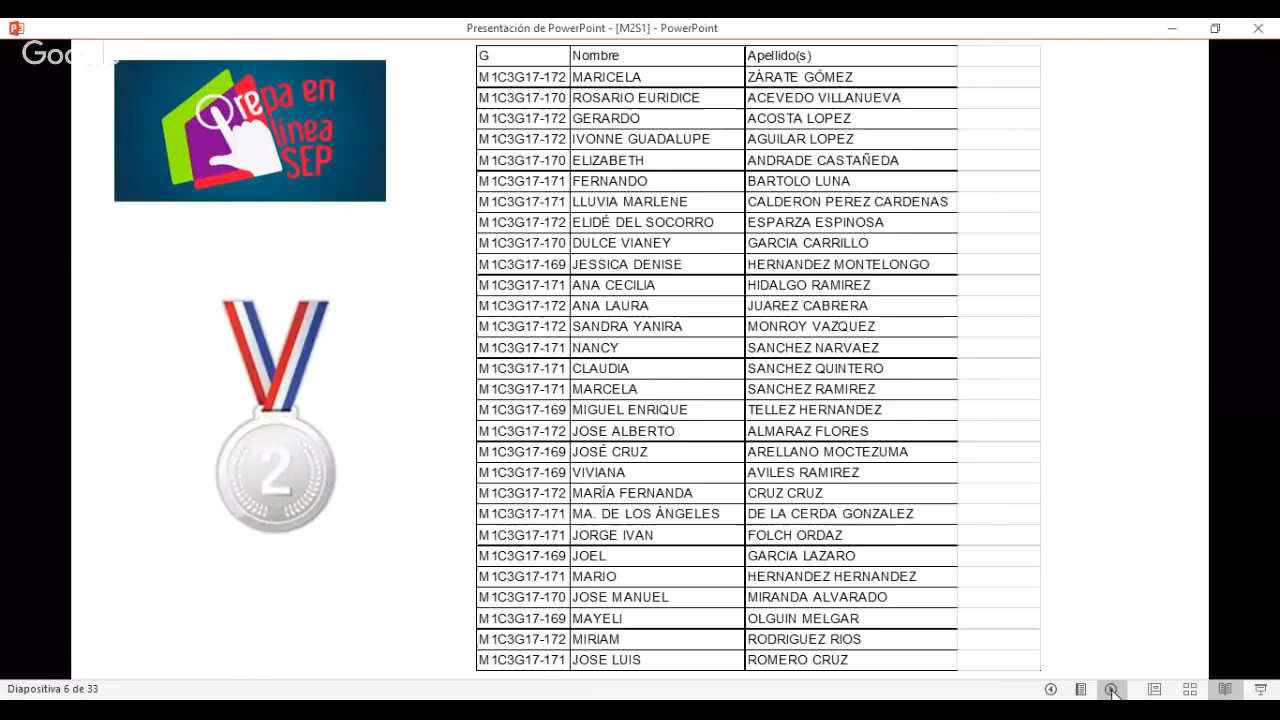 Presentación de PowerPoint - [M2S1] - PowerPoint
Google
Prepa en
línea
SEP
2
G Nombre Apellido(s)
M1C3G17-172 MARICELA ZÁRATE GÓMEZ
M1C3G17-170 ROSARIO EURIDICE ACEVEDO VILLANUEVA
M1C3G17-172 GERARDO ACOSTA LOPEZ
M1C3G17-172 IVONNE GUADALUPE AGUILAR LOPEZ
M1C3G17-170 ELIZABETH ANDRADE CASTAÑEDA
M1C3G17-171 FERNANDO BARTOLO LUNA
M1C3G17-171 LLUVIA MARLENE CALDERON PEREZ CARDENAS
M1C3G17-172 ELIDÉ DEL SOCORRO ESPARZA ESPINOSA
M1C3G17-170 DULCE VIANEY GARCIA CARRILLO
M1C3G17-169 JESSICA DENISE HERNANDEZ MONTELONGO
M1C3G17-171 ANA CECILIA HIDALGO RAMIREZ
M1C3G17-172 ANA LAURA JUAREZ CABRERA
M1C3G17-172 SANDRA YANIRA MONROY VAZQUEZ
M1C3G17-171 NANCY SANCHEZ NARVAEZ
M1C3G17-171 CLAUDIA SANCHEZ QUINTERO
M1C3G17-171 MARCELA SANCHEZ RAMIREZ
M1C3G17-169 MIGUEL ENRIQUE TELLEZ HERNANDEZ
M1C3G17-172 JOSE ALBERTO ALMARAZ FLORES
M1C3G17-169 JOSÉ CRUZ ARELLANO MOCTEZUMA
M1C3G17-169 VIVIANA AVILES RAMIREZ
M1C3G17-172 MARÍA FERNANDA CRUZ CRUZ
M1C3G17-171 MA. DE LOS ÁNGELES DE LA CERDA GONZALEZ
M1C3G17-171 JORGE IVAN FOLCH ORDAZ
M1C3G17-169 JOEL GARCIA LAZARO
M1C3G17-171 MARIO HERNANDEZ HERNANDEZ
M1C3G17-170 JOSE MANUEL MIRANDA ALVARADO
M1C3G17-169 MAYELI OLGUIN MELGAR
M1C3G17-172 MIRIAM RODRIGUEZ RIOS
M1C3G17-171 JOSE LUIS ROMERO CRUZ
Diapositiva 6 de 33